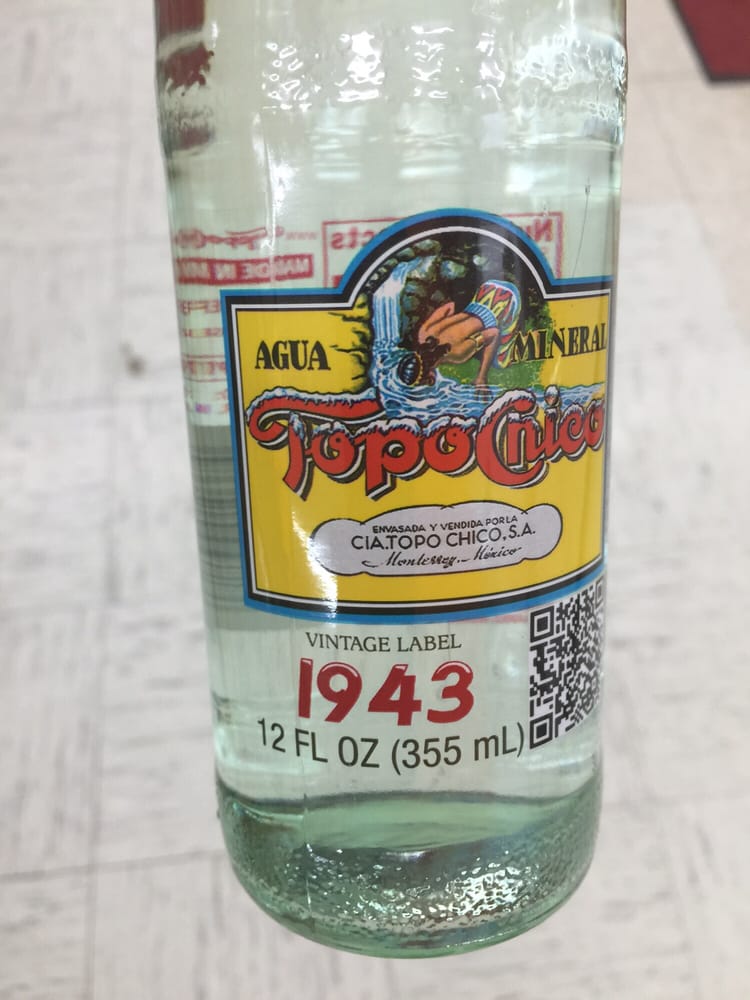 AGUA MINERAL
Topo Chico
ENVASADA Y VENDIDA POR LA
CIA.TOPO CHICO, S.A.
Monterrey.. México
VINTAGE LABEL
1943
12 FL OZ (355 mL)